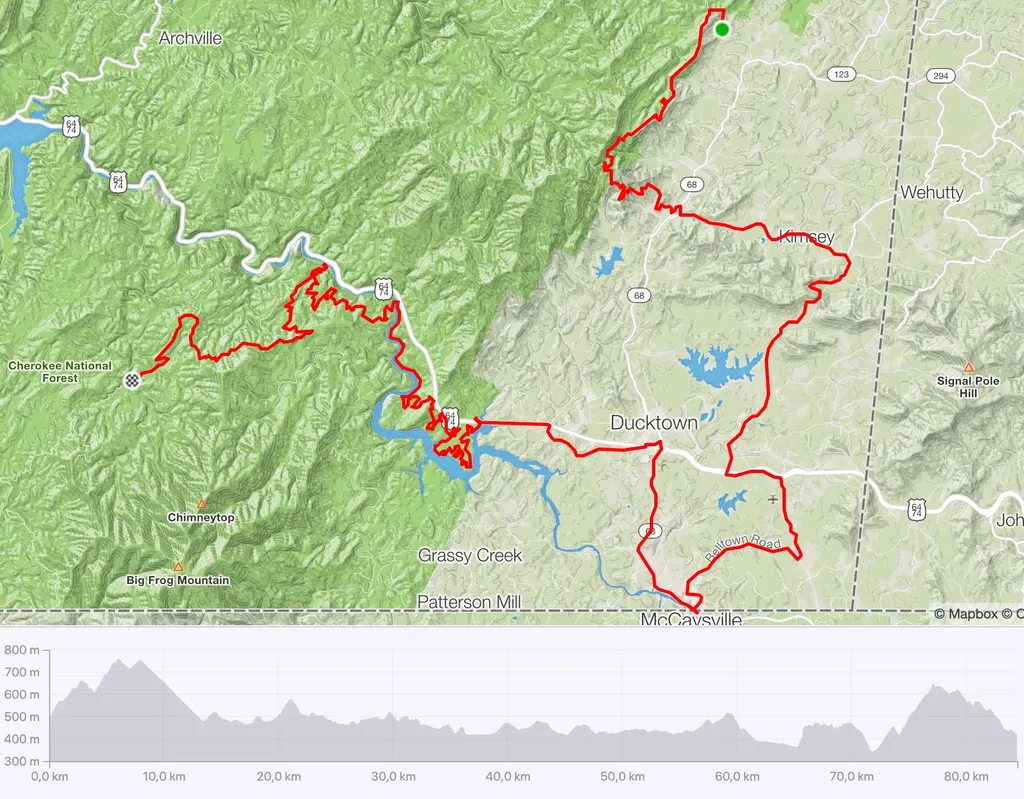 Archville
123
294
64
74
64
74
68
Wehutty
Kimsey
64
74
68
Cherokee National
Forest
Signal Pole
Hill
64
74
Ducktown
Chimneytop
64
74
Joh
68
Belltown Road
Grassy Creek
Big Frog Mountain
Patterson Mill
McCaysville
© Mapbox © O
800 m
700 m
600 m
500 m
400 m
300 m
0,0 km
10,0 km
20,0 km
30,0 km
40,0 km
50,0 km
60,0 km
70,0 km
80,0 km